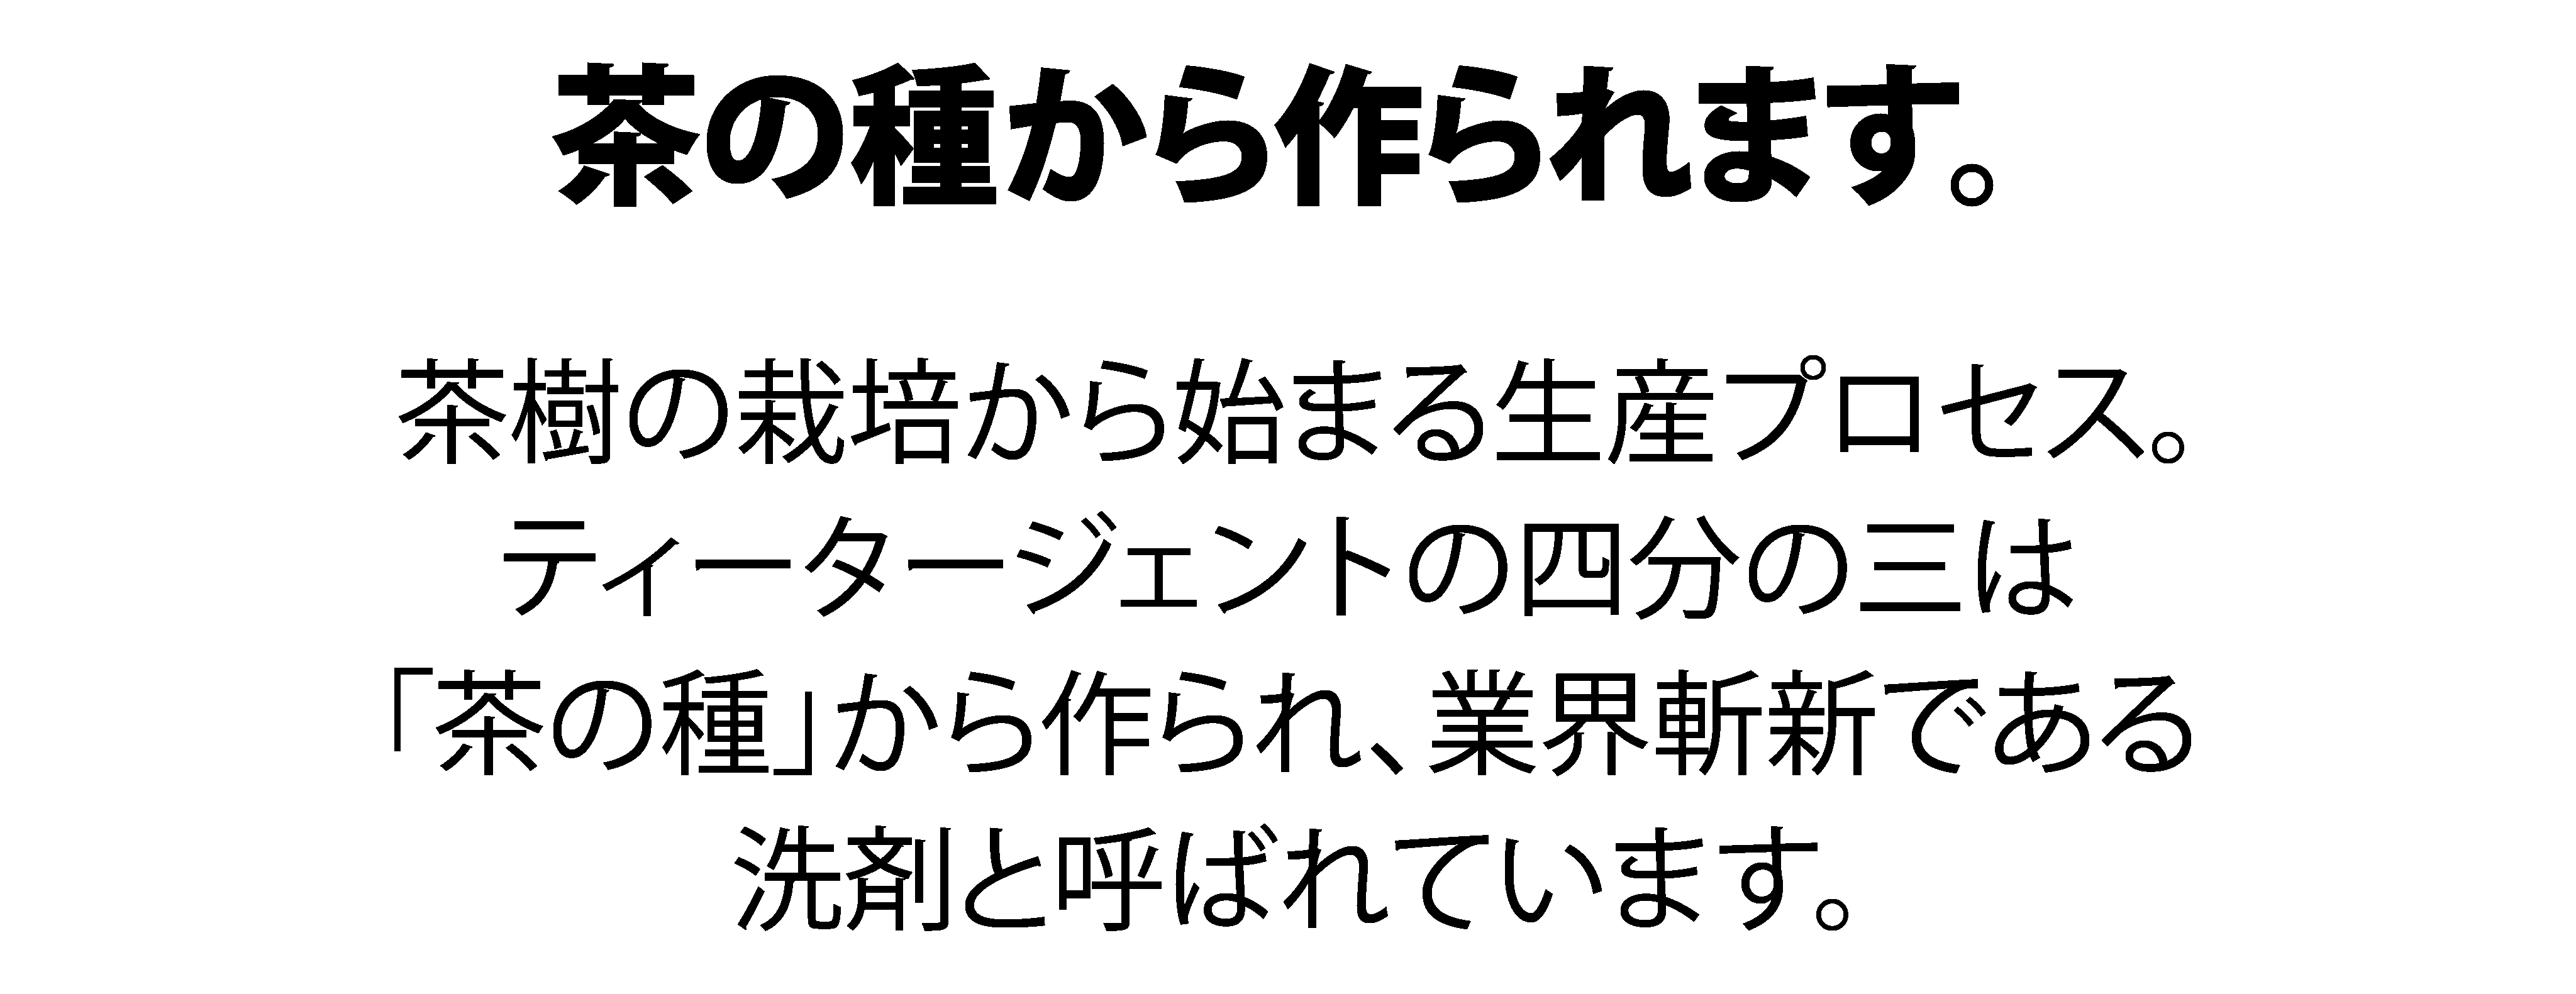 茶の種から作られます。
茶樹の栽培から始まる生産プロセス。
ティータージェントの四分の三は
「茶の種」から作られ、業界斬新である
洗剤と呼ばれています。